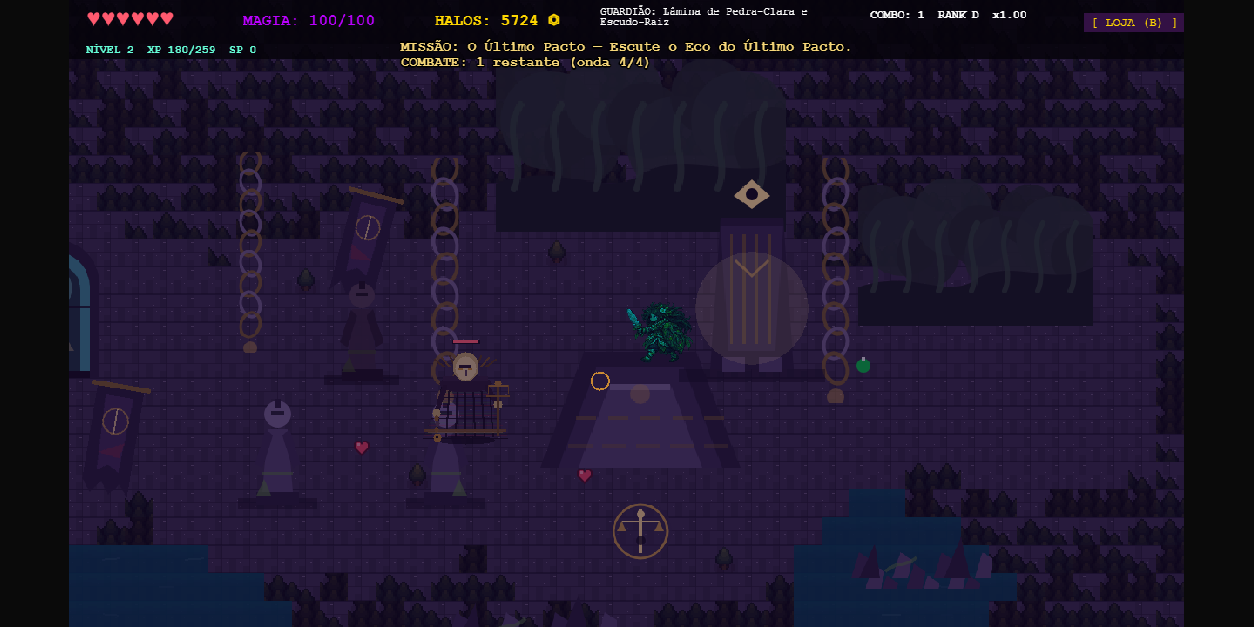 MAGIA: 100/100
HALOS: 5724
GUARDIÃO: Lâmina de Pedra-Clara e
Escudo-Raiz
COMBO: 1 RANK D x1.00
[ LOJA (B) ]
NÍVEL 2 XP 180/259 SP 0
MISSÃO: O Último Pacto — Escute o Eco do Último Pacto.
COMBATE: 1 restante (onda 4/4)